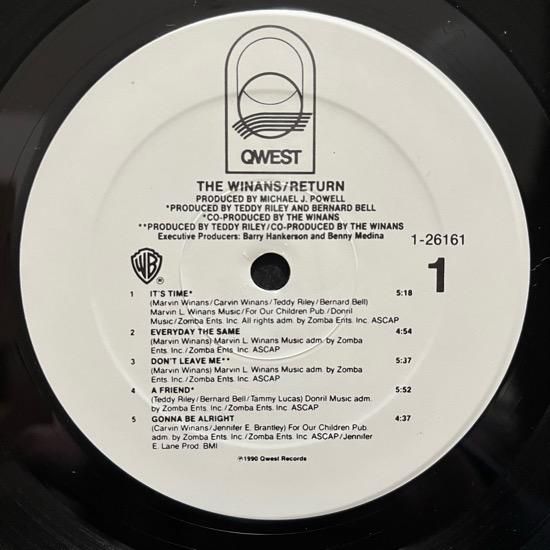 QWEST
THE WINANS/RETURN
PRODUCED BY MICHAEL J. POWELL
*PRODUCED BY TEDDY RILEY AND BERNARD BELL
*CO-PRODUCED BY THE WINANS
**PRODUCED BY TEDDY RILEY/CO-PRODUCED BY THE WINANS
Executive Producers: Barry Hankerson and Benny Medina
1-26161
WB
®
1
1 IT'S TIME* 5:18
(Marvin Winans/Carvin Winans/Teddy Riley/Bernard Bell)
Marvin L. Winans Music/For Our Children Pub./Donril
Music/Zomba Ents. Inc. All rights adm. by Zomba Ents. Inc. ASCAP
2 EVERYDAY THE SAME 4:54
(Marvin Winans) Marvin L. Winans Music adm. by Zomba
Ents. Inc./Zomba Ents. Inc. ASCAP
3 DON'T LEAVE ME** 5:37
(Marvin Winans) Marvin L. Winans Music adm. by Zomba
Ents. Inc./Zomba Ents. Inc. ASCAP
4 A FRIEND* 5:52
(Teddy Riley/Bernard Bell/Tammy Lucas) Donril Music adm.
by Zomba Ents. Inc./Zomba Ents. Inc. ASCAP
5 GONNA BE ALRIGHT 4:37
(Carvin Winans/Jennifer E. Brantley) For Our Children Pub.
adm. by Zomba Ents. Inc./Zomba Ents. Inc. ASCAP/Jennifer
E. Lane Prod. BMI
℗1990 Qwest Records